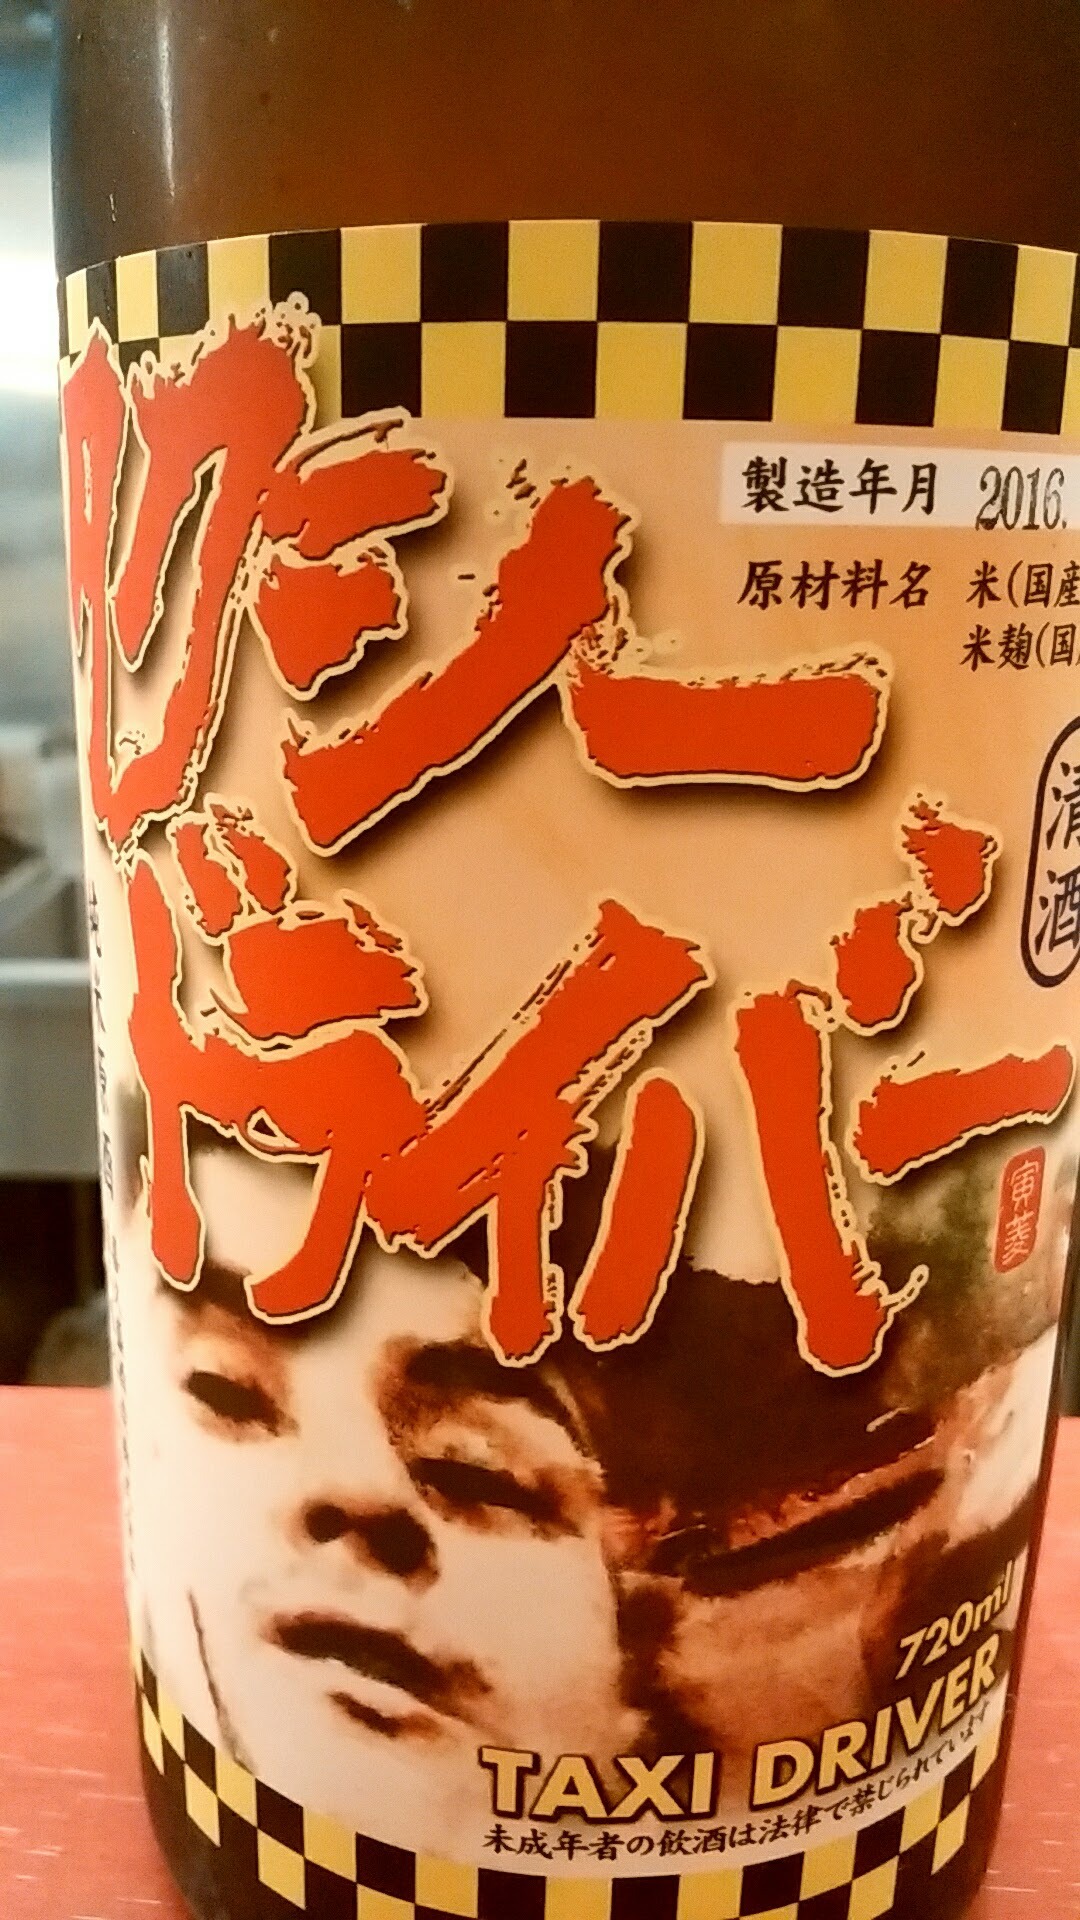 タクシー
ドライバー
製造年月 2016.
原材料名 米(国産
米麹(国
清酒
寅菱
720ml
TAXI DRIVER
未成年者の飲酒は法律で禁じられています